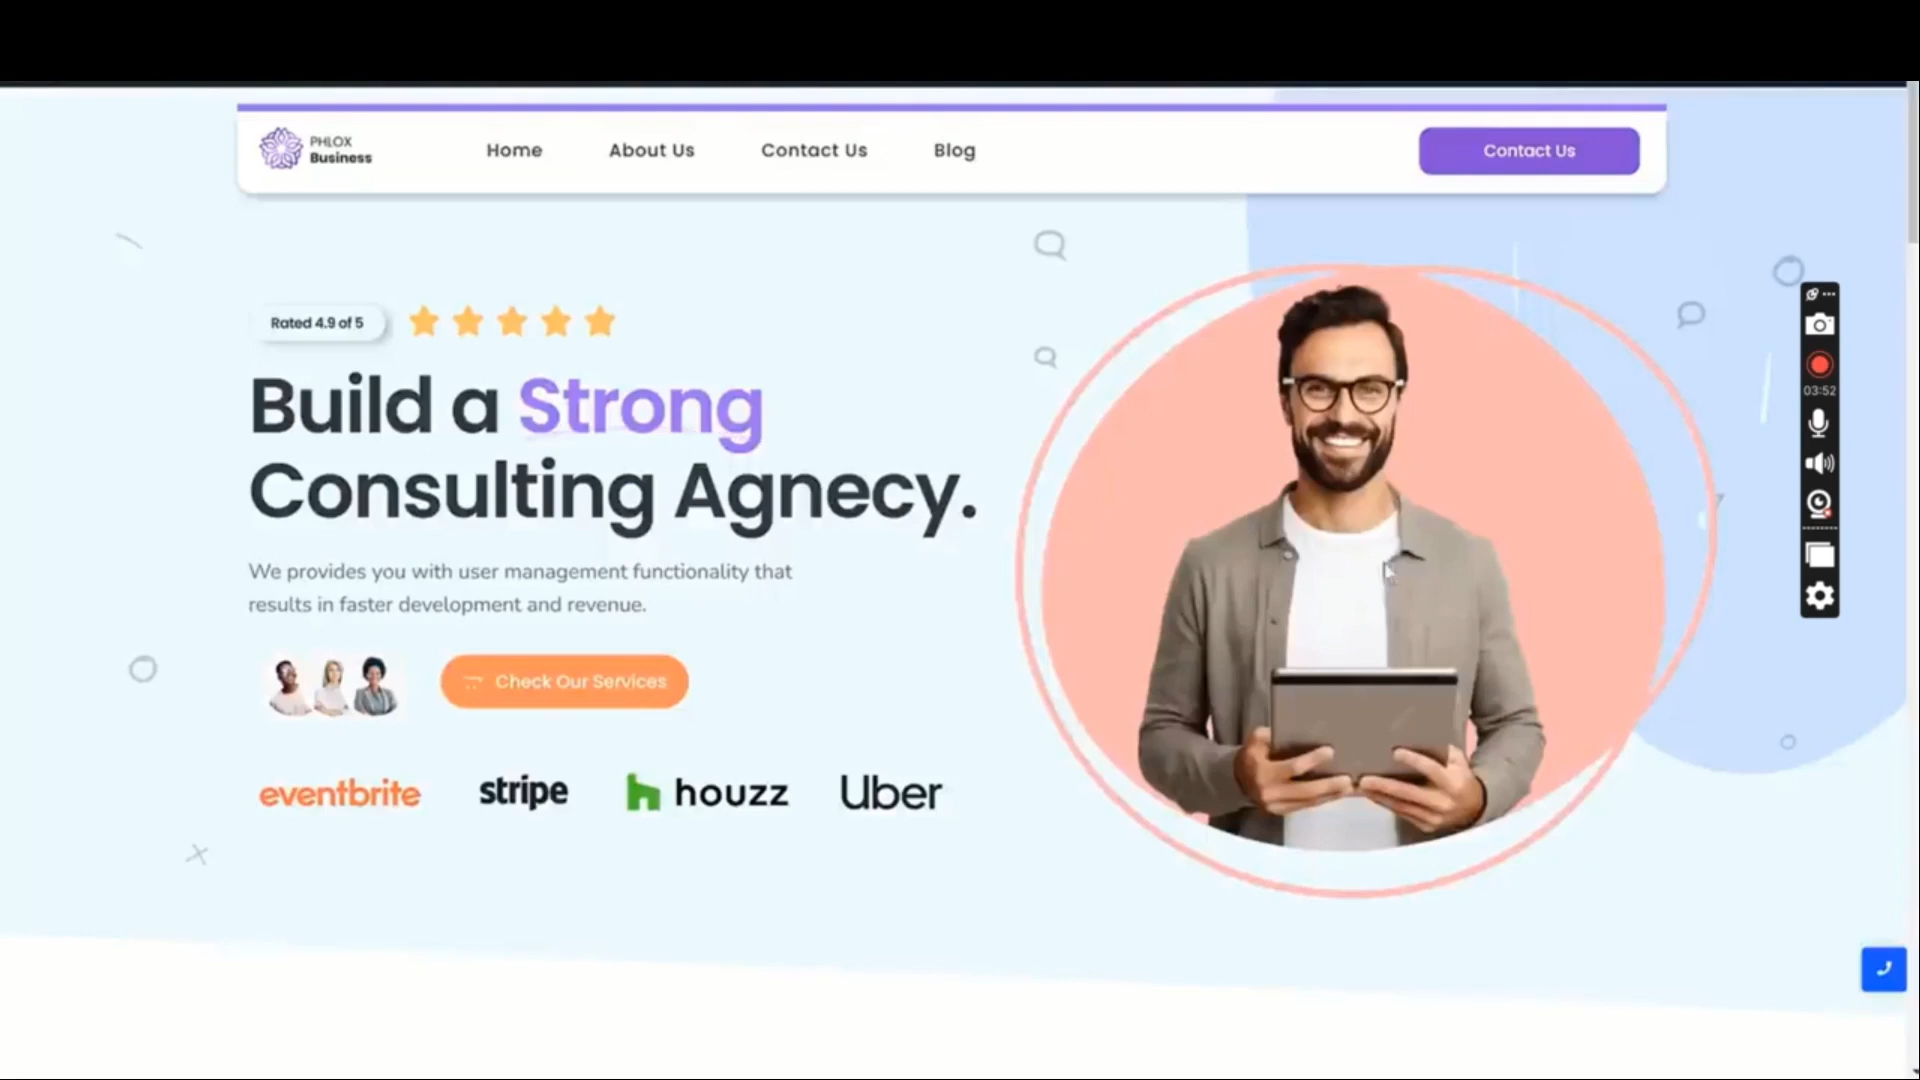 PHLOX
Business
Home
About Us
Contact Us
Blog
Contact Us
Rated 4.9 of 5
Build a Strong
Consulting Agnecy.
We provides you with user management functionality that
results in faster development and revenue.
Check Our Services
eventbrite
stripe
houzz
Uber
03:52